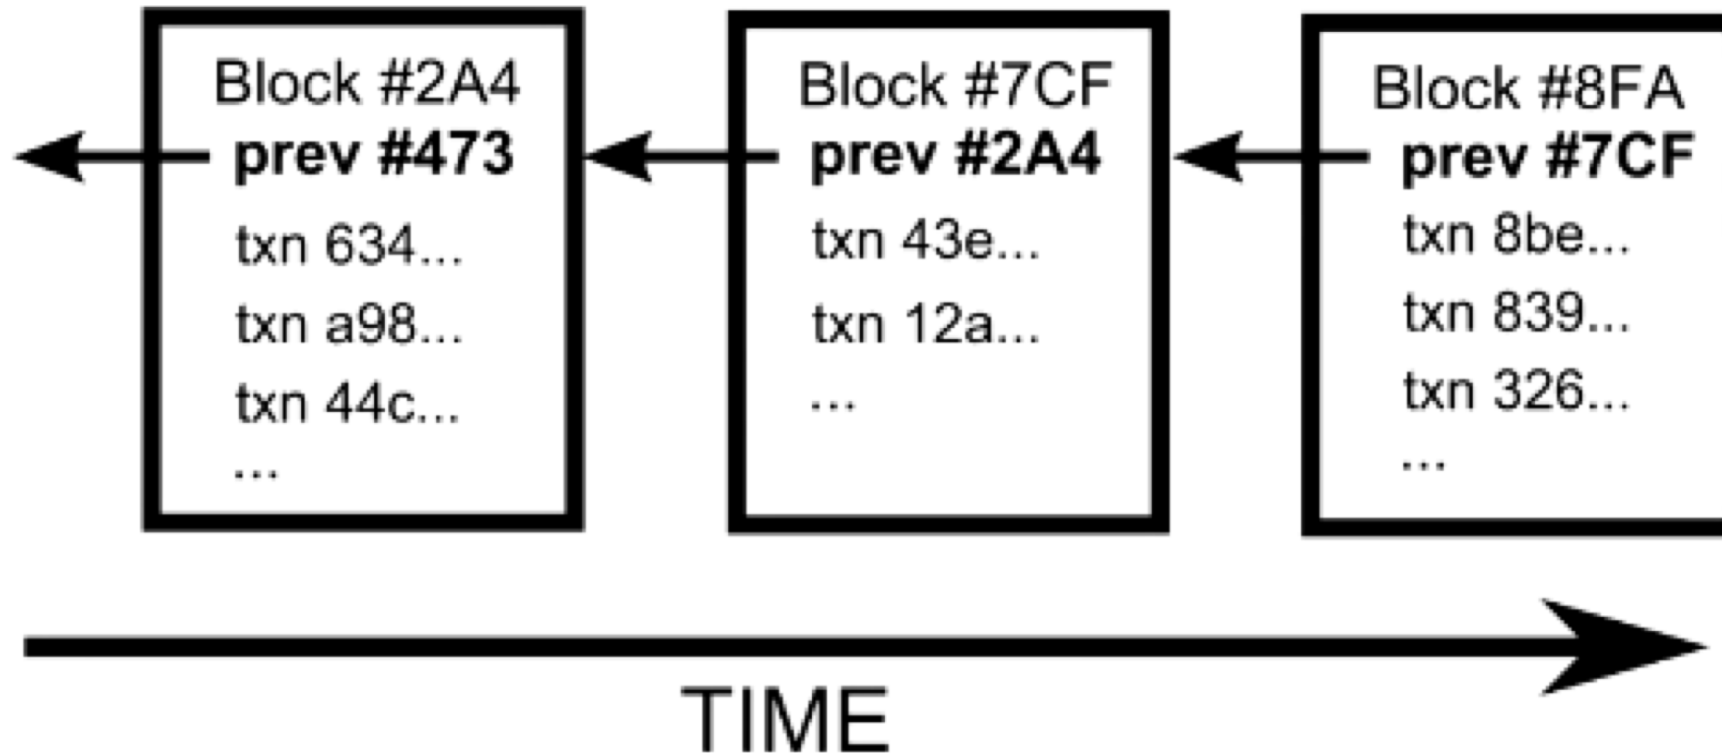 Block #2A4
prev #473
txn 634...
txn a98...
txn 44c...
...
Block #7CF
prev #2A4
txn 43e...
txn 12a...
...
Block #8FA
prev #7CF
txn 8be...
txn 839...
txn 326...
...
TIME